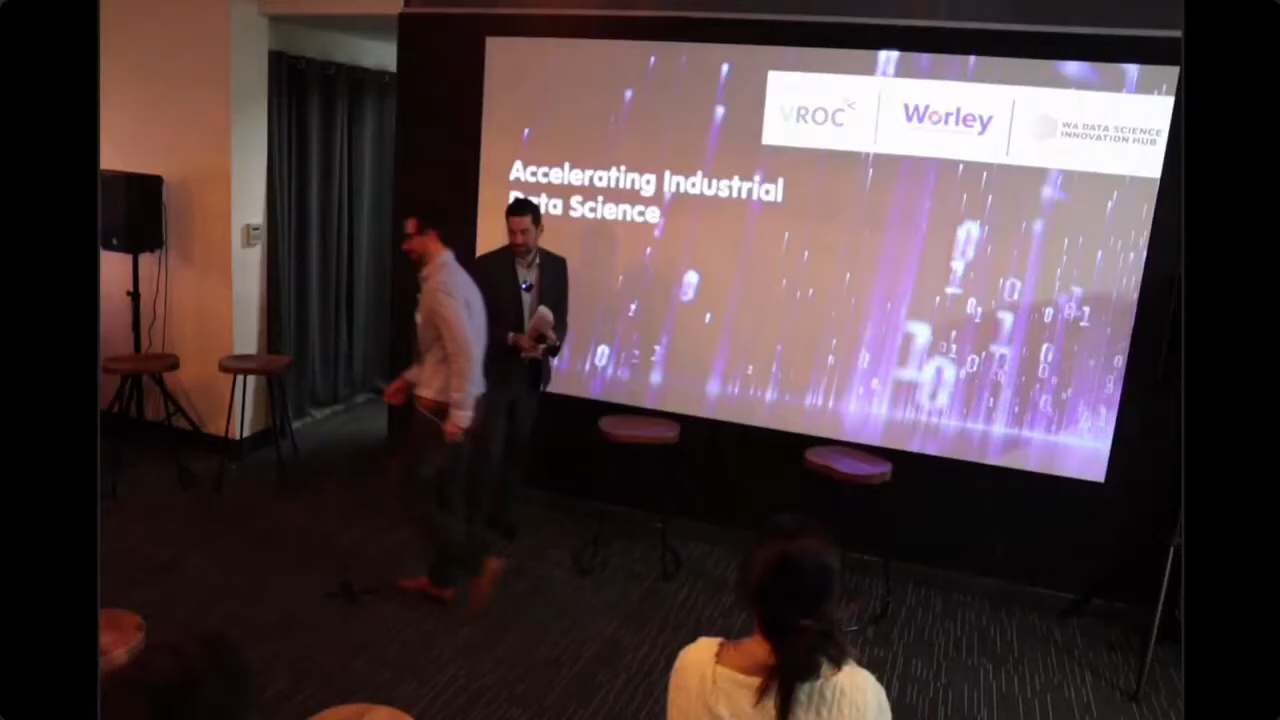 VROC
Worley
WA DATA SCIENCE
INNOVATION HUB
Accelerating Industrial
Data Science